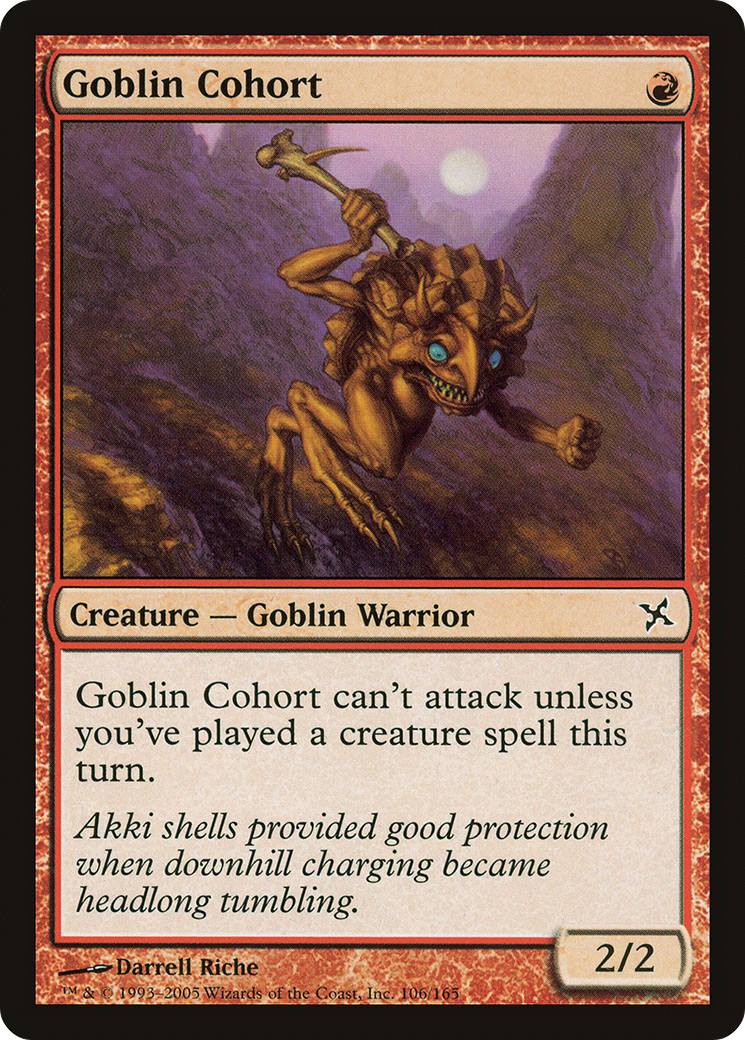 Goblin Cohort
Creature — Goblin Warrior
Goblin Cohort can't attack unless
you've played a creature spell this
turn.
Akki shells provided good protection
when downhill charging became
headlong tumbling.
2/2
Darrell Riche
™ & © 1993–2005 Wizards of the Coast, Inc. 106/165